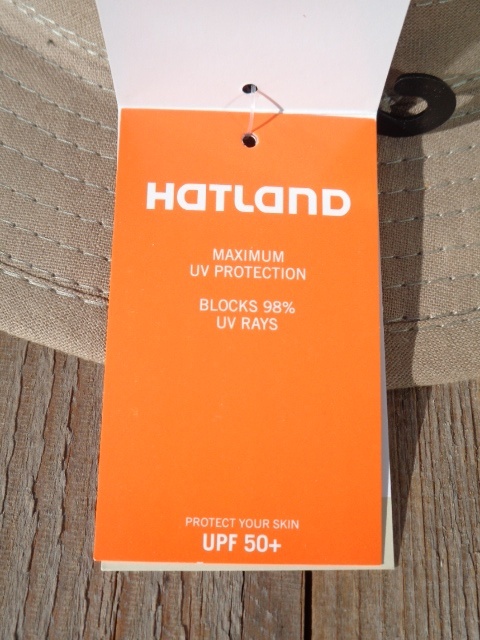 HATLAND
MAXIMUM
UV PROTECTION
BLOCKS 98%
UV RAYS
PROTECT YOUR SKIN
UPF 50+